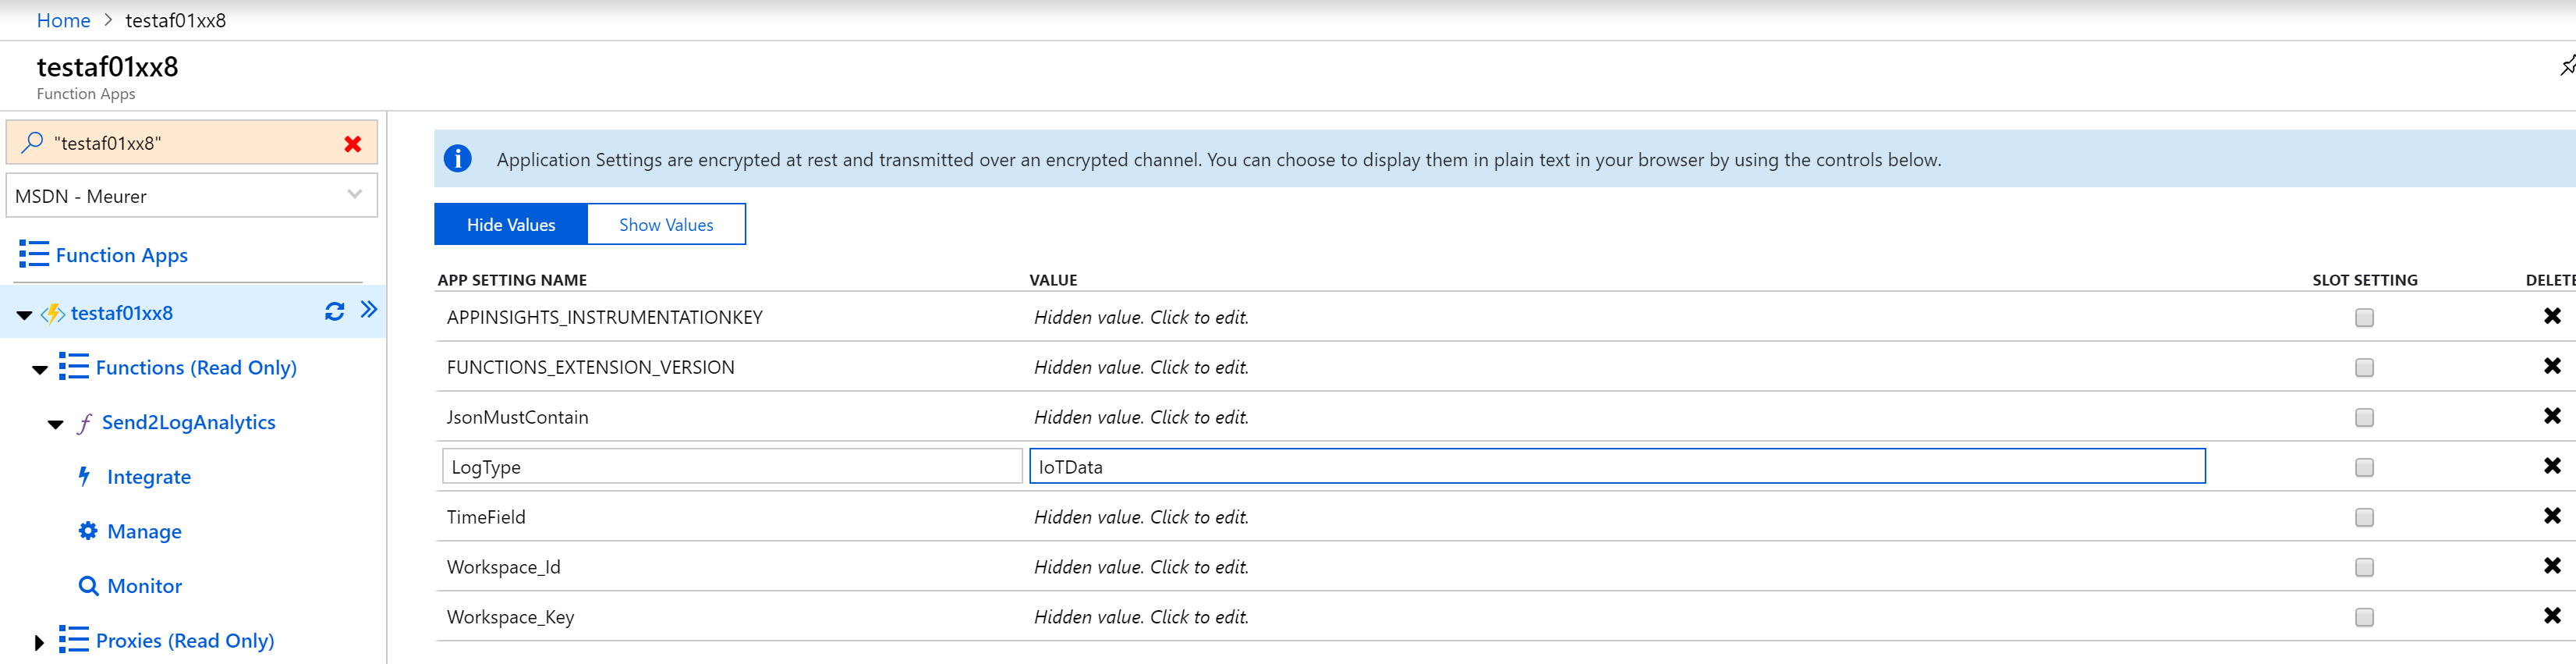 Home > testaf01xx8
testaf01xx8
Function Apps
"testaf01xx8"
MSDN - Meurer
Function Apps
testaf01xx8
Functions (Read Only)
Send2LogAnalytics
Integrate
Manage
Monitor
Proxies (Read Only)
Application Settings are encrypted at rest and transmitted over an encrypted channel. You can choose to display them in plain text in your browser by using the controls below.
Hide Values Show Values
APP SETTING NAME VALUE SLOT SETTING DELETE
APPINSIGHTS_INSTRUMENTATIONKEY Hidden value. Click to edit.
FUNCTIONS_EXTENSION_VERSION Hidden value. Click to edit.
JsonMustContain Hidden value. Click to edit.
LogType IoTData
TimeField Hidden value. Click to edit.
Workspace_Id Hidden value. Click to edit.
Workspace_Key Hidden value. Click to edit.